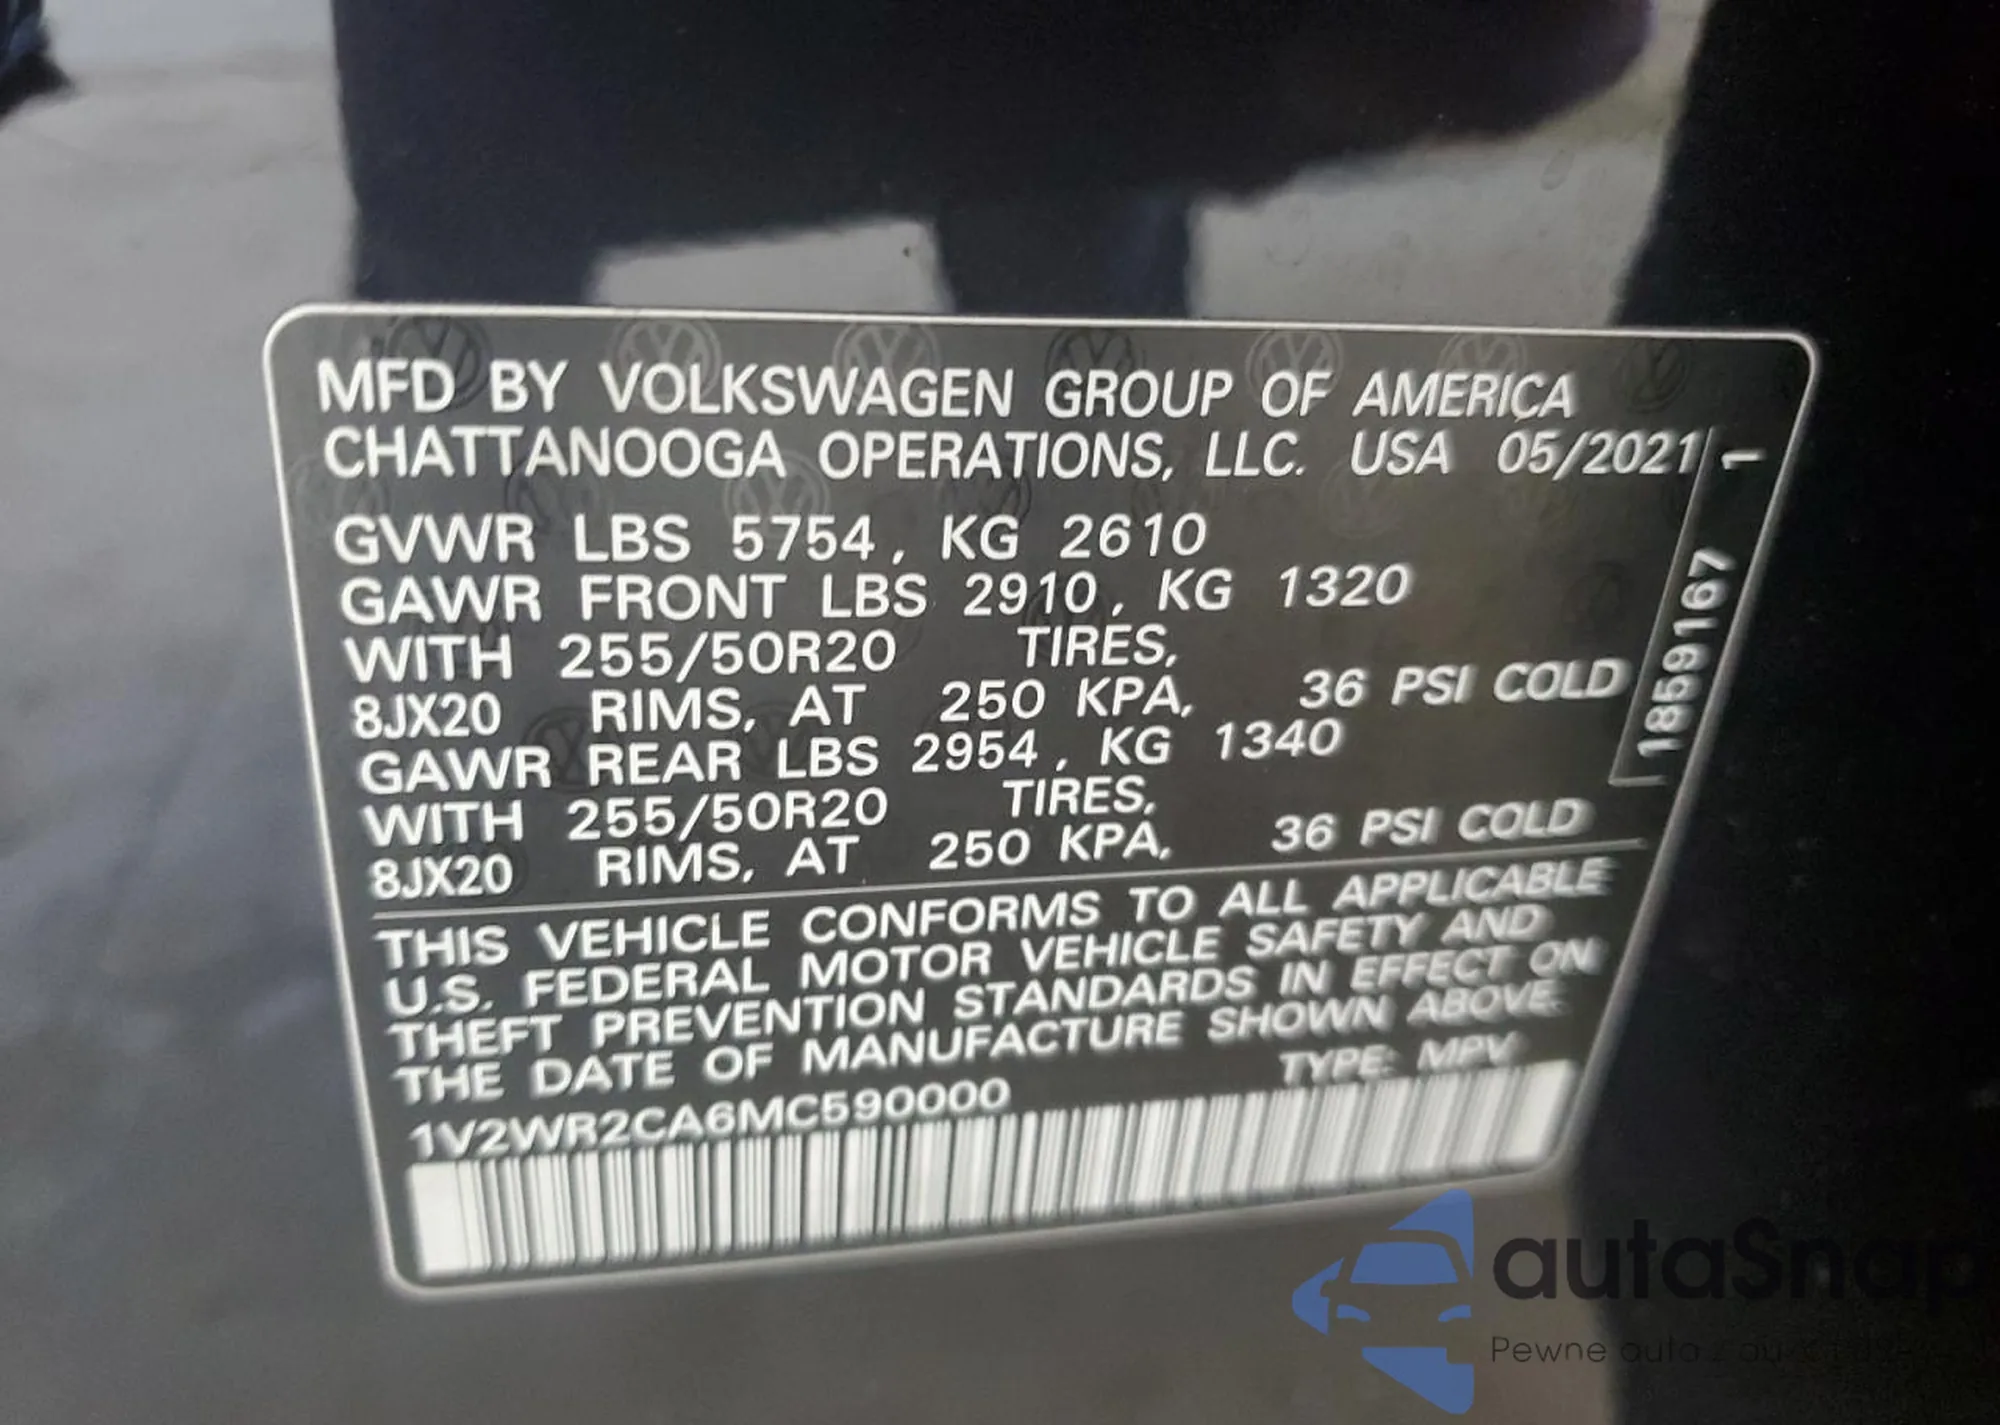 MFD BY VOLKSWAGEN GROUP OF AMERICA
CHATTANOOGA OPERATIONS, LLC. USA 05/2021
GVWR LBS 5754, KG 2610
GAWR FRONT LBS 2910, KG 1320
WITH 255/50R20 TIRES,
8JX20 RIMS, AT 250 KPA, 36 PSI COLD
GAWR REAR LBS 2954, KG 1340
WITH 255/50R20 TIRES,
8JX20 RIMS, AT 250 KPA, 36 PSI COLD
1859167 1
THIS VEHICLE CONFORMS TO ALL APPLICABLE
U.S. FEDERAL MOTOR VEHICLE SAFETY AND
THEFT PREVENTION STANDARDS IN EFFECT ON
THE DATE OF MANUFACTURE SHOWN ABOVE.
TYPE: MPV
1V2WR2CA6MC590000
autaSnap
Pewne auto z